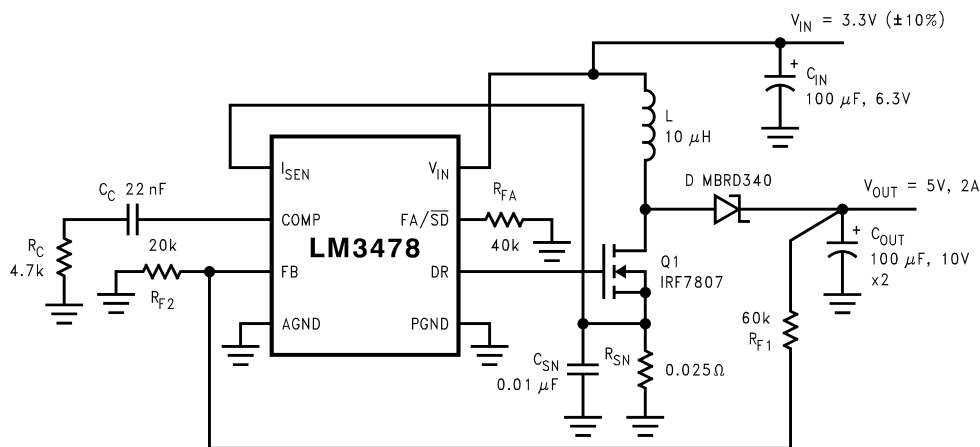 V_IN = 3.3V (±10%)
C_IN
100 μF, 6.3V
L
10 μH
I_SEN
V_IN
C_C 22 nF
COMP
FA/S̅D̅
R_FA
40k
D MBRD340
V_OUT = 5V, 2A
R_C
4.7k
20k
R_F2
LM3478
FB
DR
Q1
IRF7807
C_OUT
100 μF, 10V
x2
AGND
PGND
60k
R_F1
C_SN
0.01 μF
R_SN
0.025Ω
+
+